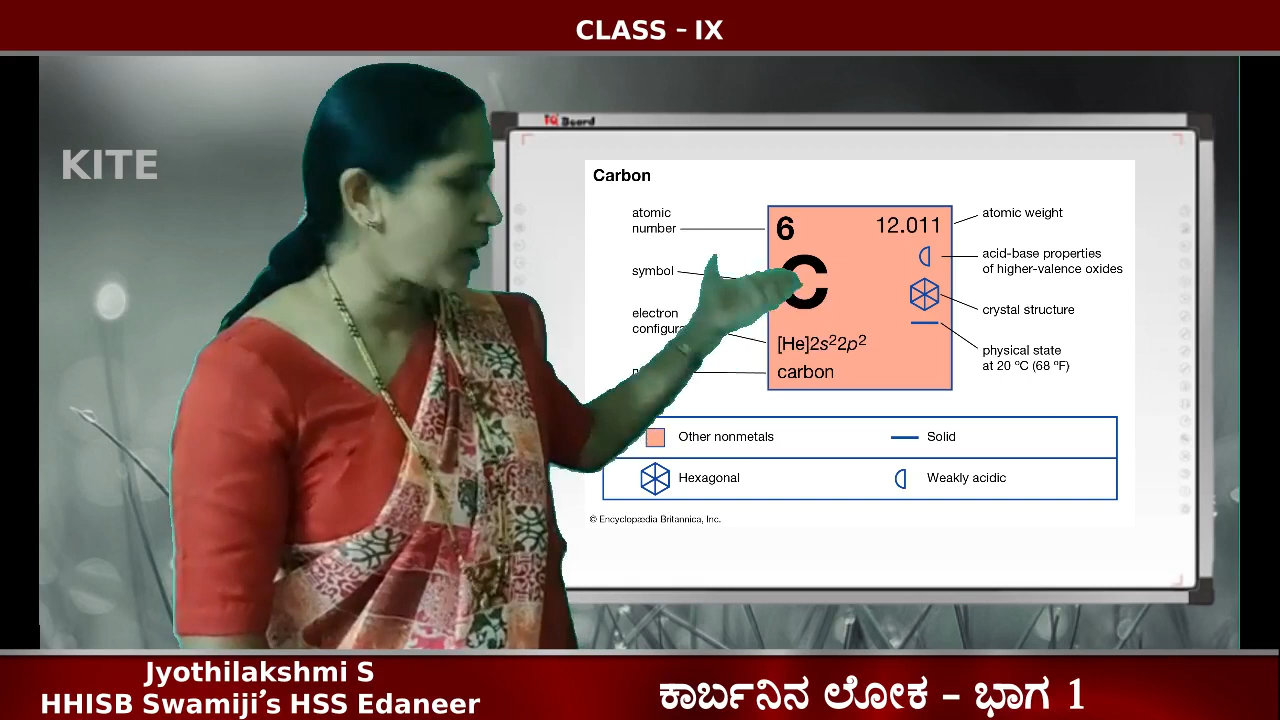 CLASS - IX
KITE
TQ Board
Carbon
atomic
number
symbol
electron
6
12.011
C
[He]2s²2p²
carbon
atomic weight
acid-base properties
of higher-valence oxides
crystal structure
physical state
at 20 °C (68 °F)
Other nonmetals
Solid
Hexagonal
Weakly acidic
© Encyclopædia Britannica, Inc.
Jyothilakshmi S
HHISB Swamiji's HSS Edaneer
ಕಾರ್ಬನಿನ ಲೋಕ - ಭಾಗ 1